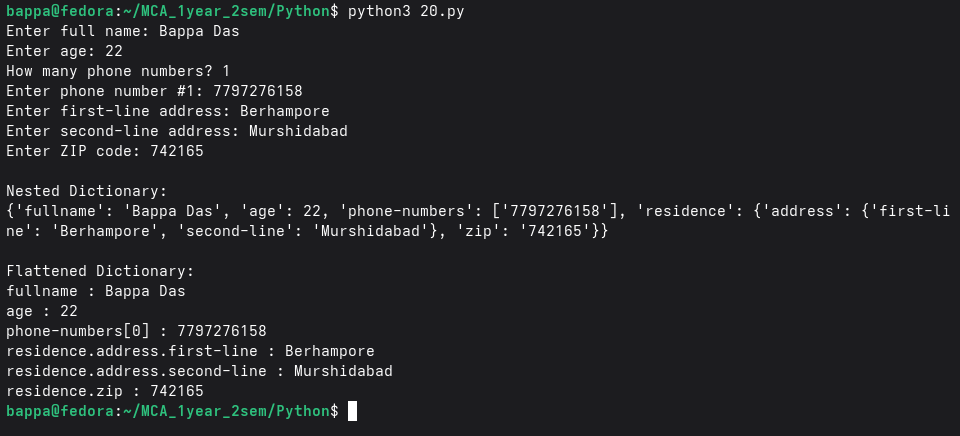 bappa@fedora:~/MCA_1year_2sem/Python$ python3 20.py
Enter full name: Bappa Das
Enter age: 22
How many phone numbers? 1
Enter phone number #1: 7797276158
Enter first-line address: Berhampore
Enter second-line address: Murshidabad
Enter ZIP code: 742165
Nested Dictionary:
{'fullname': 'Bappa Das', 'age': 22, 'phone-numbers': ['7797276158'], 'residence': {'address': {'first-li
ne': 'Berhampore', 'second-line': 'Murshidabad'}, 'zip': '742165'}}
Flattened Dictionary:
fullname : Bappa Das
age : 22
phone-numbers[0] : 7797276158
residence.address.first-line : Berhampore
residence.address.second-line : Murshidabad
residence.zip : 742165
bappa@fedora:~/MCA_1year_2sem/Python$